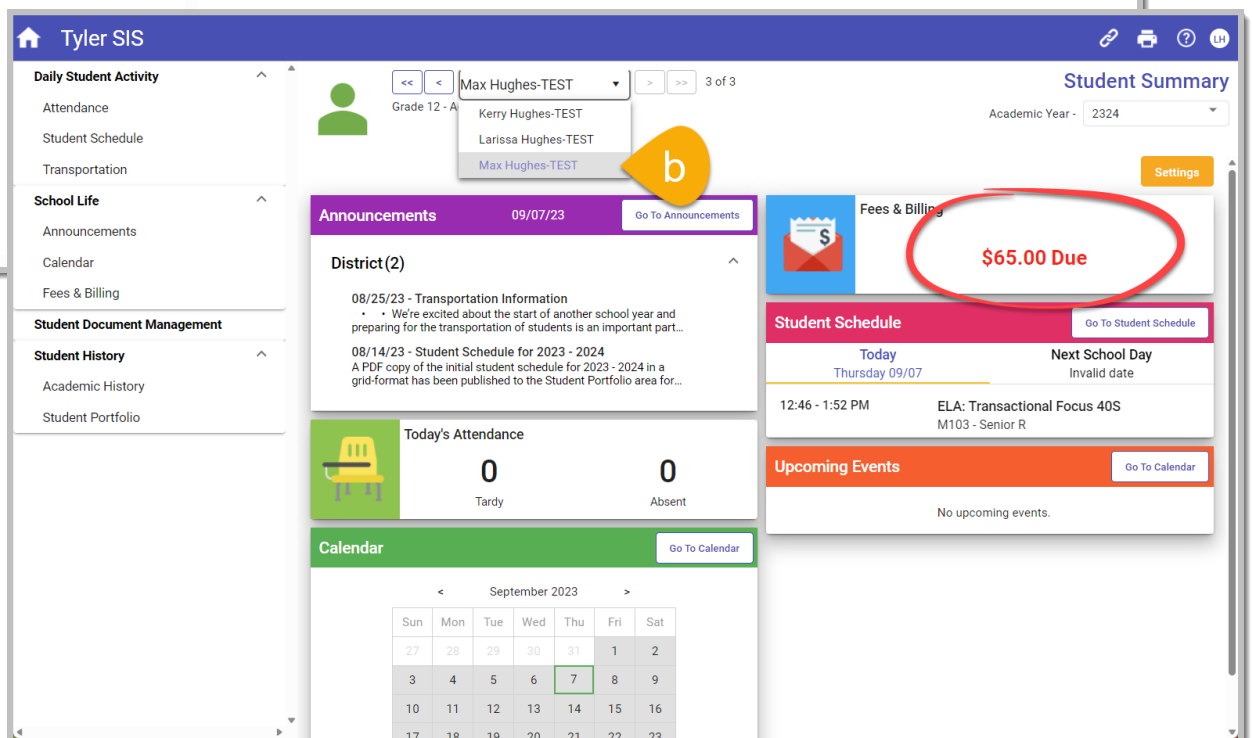 Tyler SIS
LH
Daily Student Activity
Attendance
Student Schedule
Transportation
School Life
Announcements
Calendar
Fees & Billing
Student Document Management
Student History
Academic History
Student Portfolio
<< < Max Hughes-TEST > >> 3 of 3
Grade 12 - A
Kerry Hughes-TEST
Larissa Hughes-TEST
Max Hughes-TEST
b
Student Summary
Academic Year - 2324
Settings
Announcements 09/07/23 Go To Announcements
District (2)
08/25/23 - Transportation Information
• • We're excited about the start of another school year and
preparing for the transportation of students is an important part...
08/14/23 - Student Schedule for 2023 - 2024
A PDF copy of the initial student schedule for 2023 - 2024 in a
grid-format has been published to the Student Portfolio area for...
Today's Attendance
0 0
Tardy Absent
Calendar Go To Calendar
< September 2023 >
Sun Mon Tue Wed Thu Fri Sat
27 28 29 30 31 1 2
3 4 5 6 7 8 9
10 11 12 13 14 15 16
17 18 19 20 21 22 23
Fees & Billing
$
$65.00 Due
Student Schedule Go To Student Schedule
Today Next School Day
Thursday 09/07 Invalid date
12:46 - 1:52 PM ELA: Transactional Focus 40S
M103 - Senior R
Upcoming Events Go To Calendar
No upcoming events.